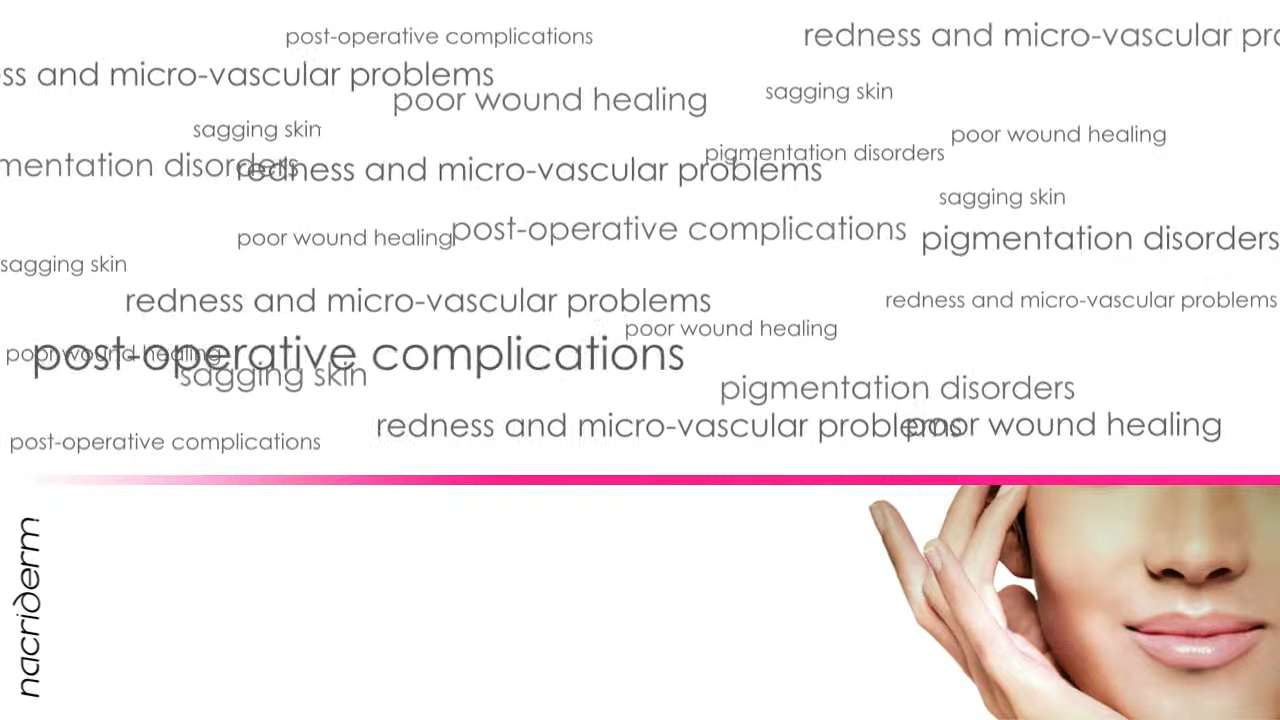 post-operative complications
redness and micro-vascular pro
ss and micro-vascular problems
poor wound healing
sagging skin
sagging skin
poor wound healing
pigmentation disorders
mentation disorders
redness and micro-vascular problems
sagging skin
post-operative complications
poor wound healing
pigmentation disorders
sagging skin
redness and micro-vascular problems
redness and micro-vascular problems
poor wound healing
poor wound healing
post-operative complications
sagging skin
pigmentation disorders
redness and micro-vascular problems
poor wound healing
post-operative complications
nacriderm